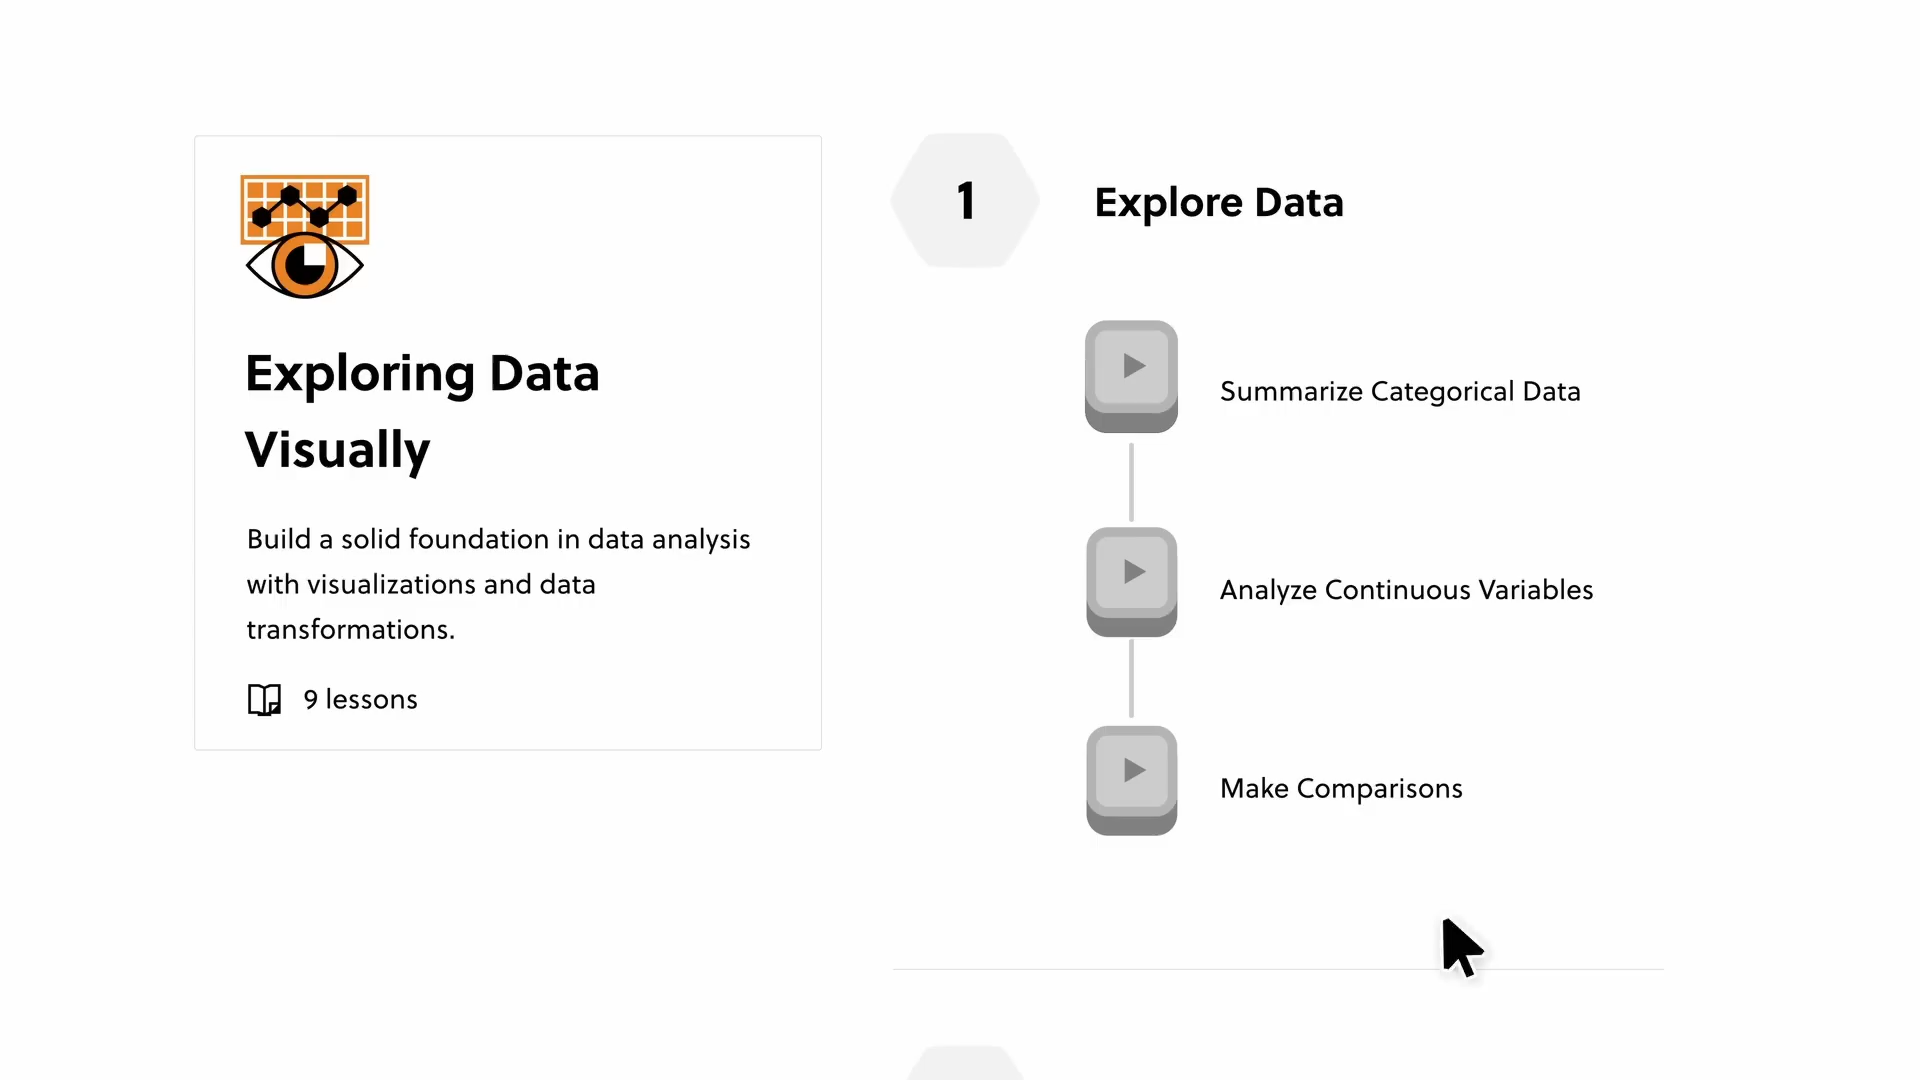 Exploring Data
Visually
Build a solid foundation in data analysis
with visualizations and data
transformations.
9 lessons
1
Explore Data
Summarize Categorical Data
Analyze Continuous Variables
Make Comparisons